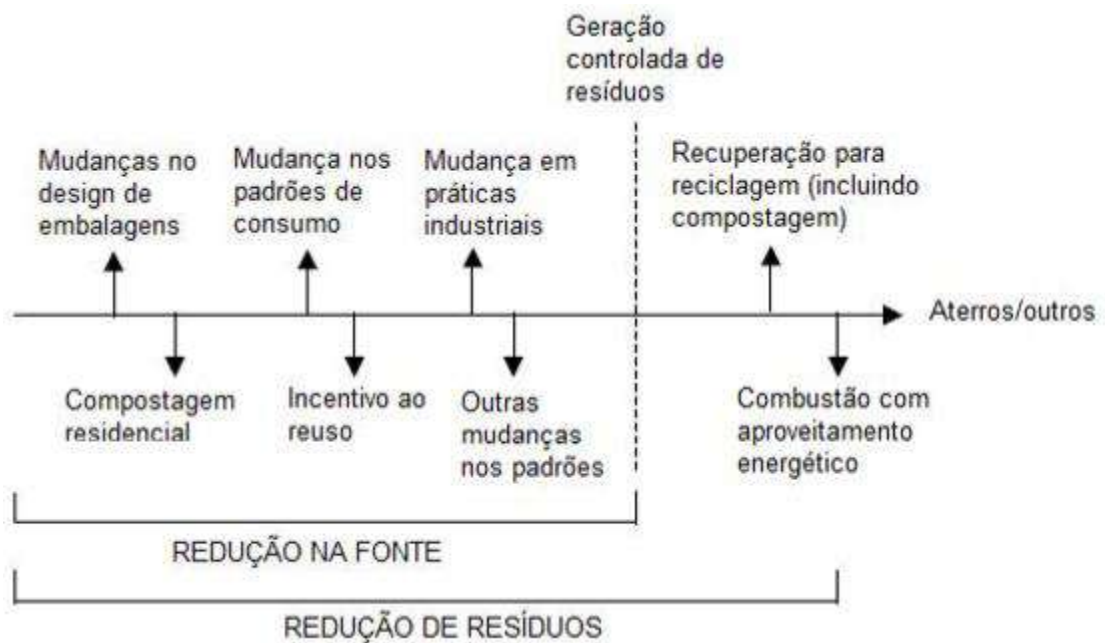 Geração
controlada de
resíduos
Mudanças no
design de
embalagens
Mudança nos
padrões de
consumo
Mudança em
práticas
industriais
Recuperação para
reciclagem (incluindo
compostagem)
Aterros/outros
Compostagem
residencial
Incentivo ao
reuso
Outras
mudanças
nos padrões
Combustão com
aproveitamento
energético
REDUÇÃO NA FONTE
REDUÇÃO DE RESÍDUOS